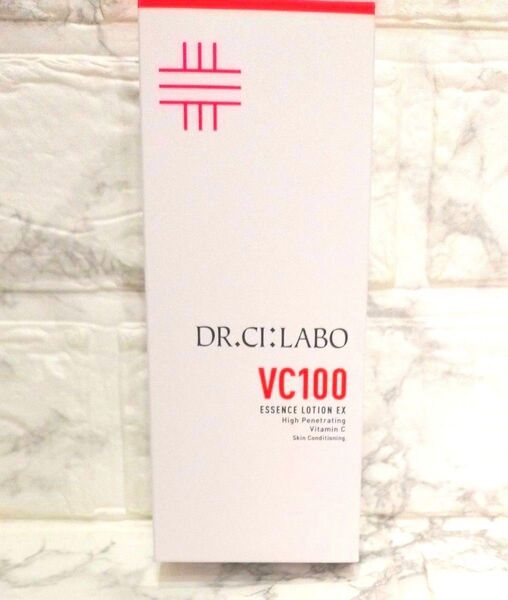 DR.CI:LABO
VC100
ESSENCE LOTION EX
High Penetrating
Vitamin C
Skin Conditioning